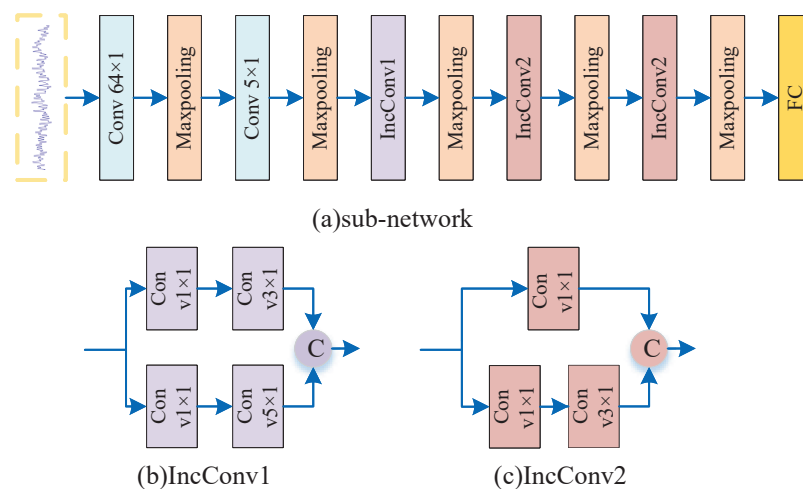 Conv 64×1
Maxpooling
Conv 5×1
Maxpooling
IncConv1
Maxpooling
IncConv2
Maxpooling
IncConv2
Maxpooling
FC
(a)sub-network
Con
v1×1
Con
v3×1
C
Con
v1×1
Con
v5×1
(b)IncConv1
Con
v1×1
C
Con
v1×1
Con
v3×1
(c)IncConv2